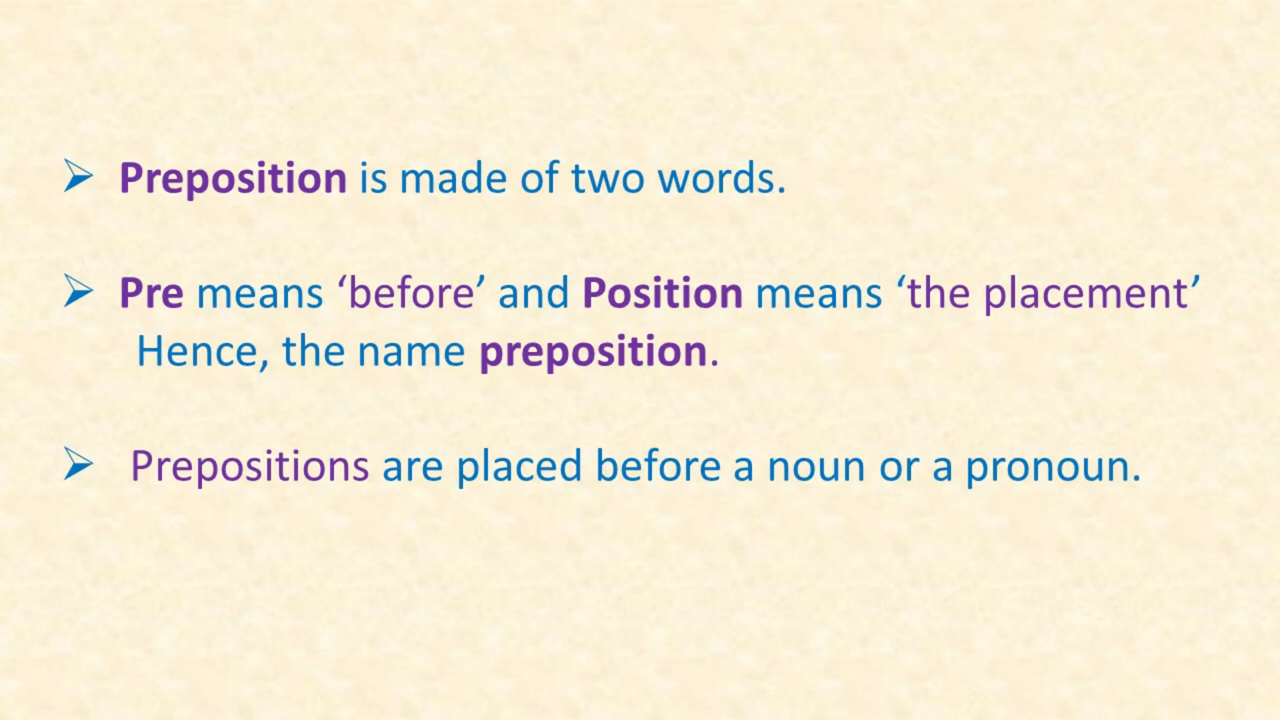 ➢ Preposition is made of two words.
➢ Pre means ‘before’ and Position means ‘the placement’
Hence, the name preposition.
➢ Prepositions are placed before a noun or a pronoun.